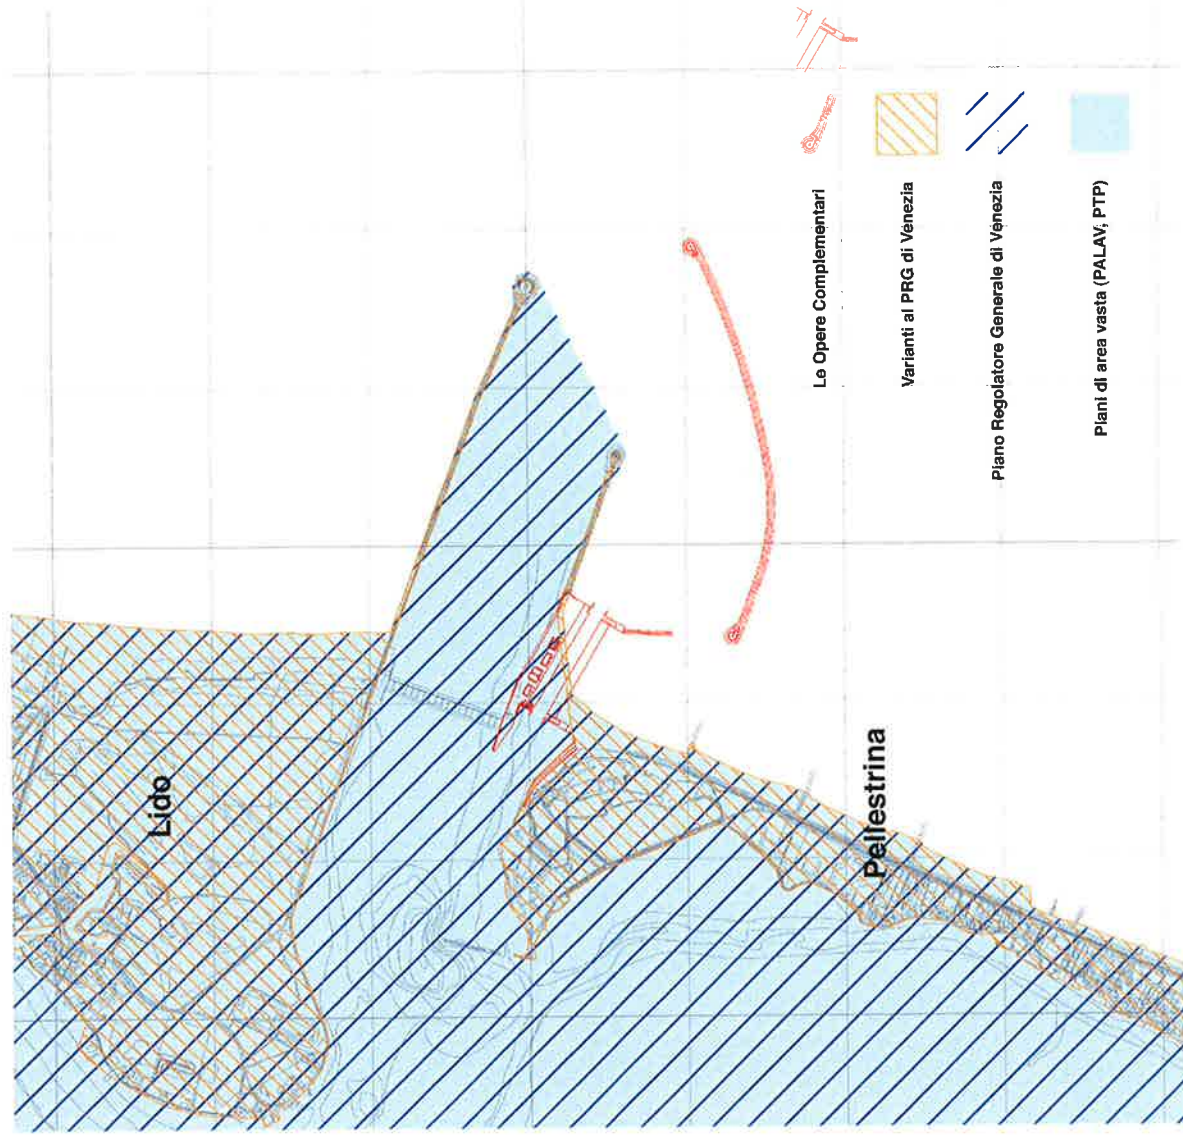 Lido
Pellestrina
Le Opere Complementari
Varianti al PRG di Venezia
Piano Regolatore Generale di Venezia
Piani di area vasta (PALAV, PTP)